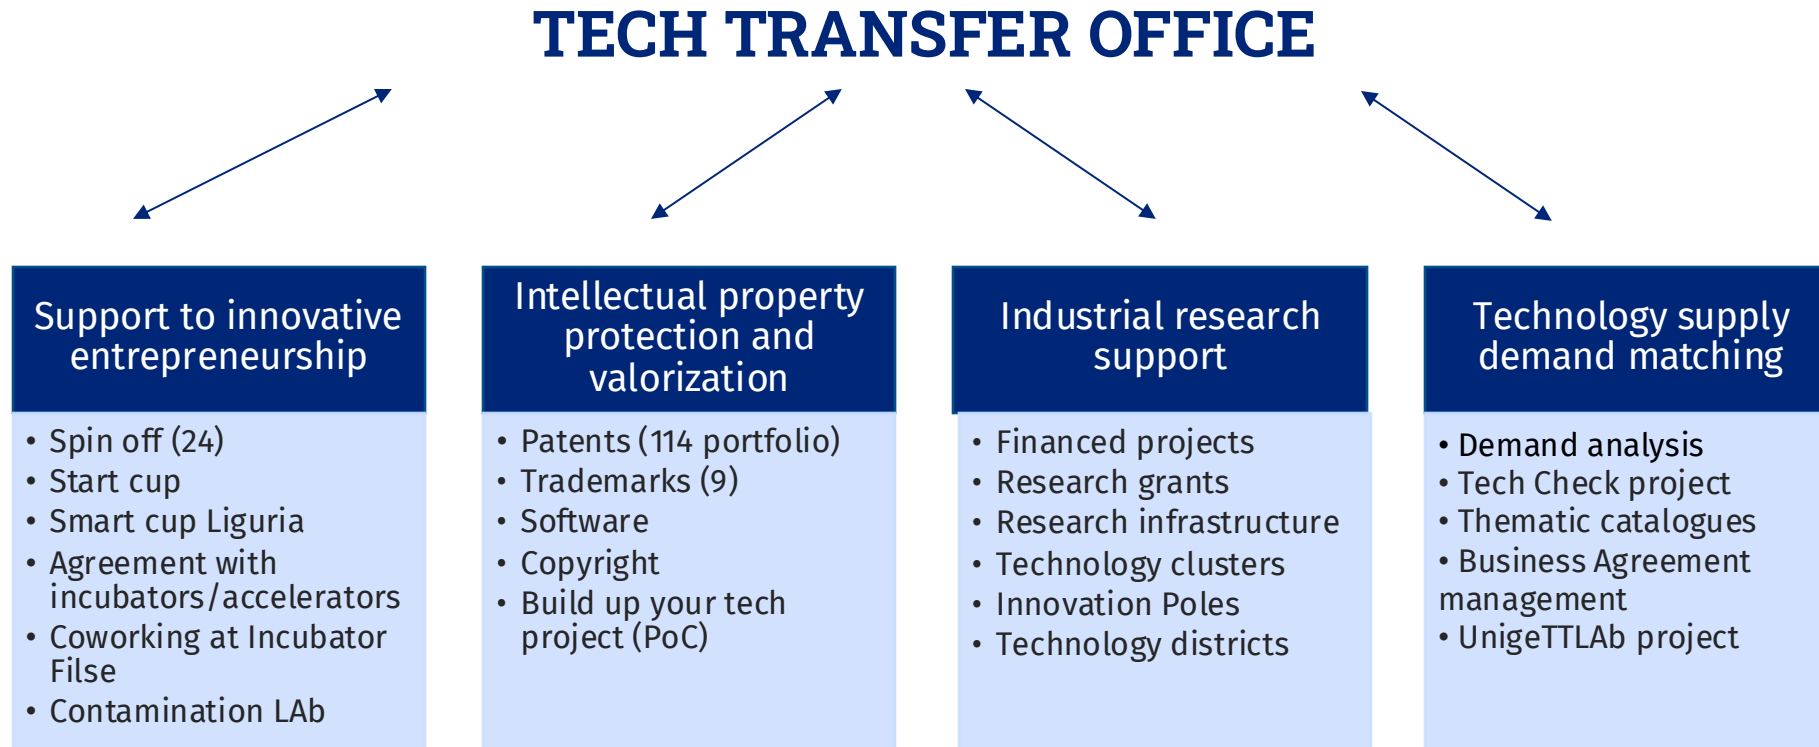 TECH TRANSFER OFFICE
Support to innovative
entrepreneurship
• Spin off (24)
• Start cup
• Smart cup Liguria
• Agreement with
incubators/accelerators
• Coworking at Incubator
Filse
• Contamination LAb
Intellectual property
protection and
valorization
• Patents (114 portfolio)
• Trademarks (9)
• Software
• Copyright
• Build up your tech
project (PoC)
Industrial research
support
• Financed projects
• Research grants
• Research infrastructure
• Technology clusters
• Innovation Poles
• Technology districts
Technology supply
demand matching
• Demand analysis
• Tech Check project
• Thematic catalogues
• Business Agreement
management
• UnigeTTLAb project